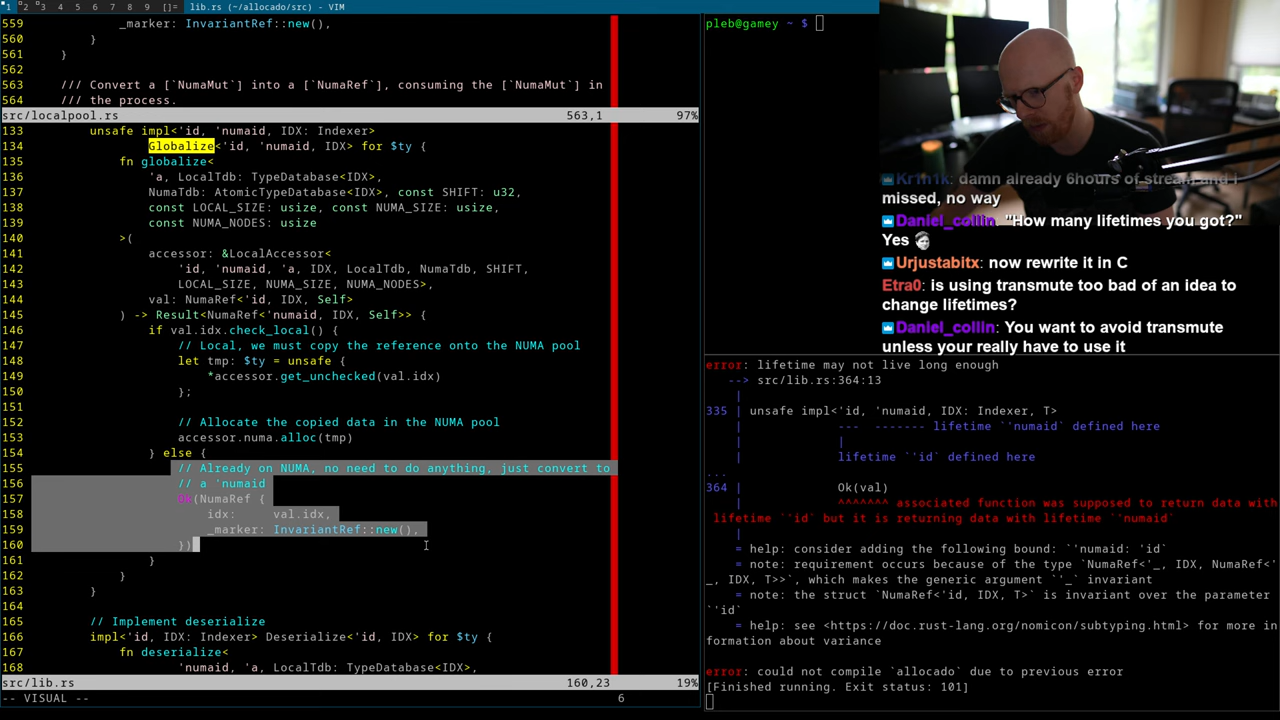 1 2 3 4 5 6 7 8 9 []= lib.rs (~/allocado/src) - VIM
559 _marker: InvariantRef::new(),
560 }
561 }
562
563 /// Convert a [`NumaMut`] into a [`NumaRef`], consuming the [`NumaMut`] in
564 /// the process.
src/localpool.rs 563,1 97%
133 unsafe impl<'id, 'numaid, IDX: Indexer>
134 Globalize<'id, 'numaid, IDX> for $ty {
135 fn globalize<
136 'a, LocalTdb: TypeDatabase<IDX>,
137 NumaTdb: AtomicTypeDatabase<IDX>, const SHIFT: u32,
138 const LOCAL_SIZE: usize, const NUMA_SIZE: usize,
139 const NUMA_NODES: usize
140 >(
141 accessor: &LocalAccessor<
142 'id, 'numaid, 'a, IDX, LocalTdb, NumaTdb, SHIFT,
143 LOCAL_SIZE, NUMA_SIZE, NUMA_NODES>,
144 val: NumaRef<'id, IDX, Self>
145 ) -> Result<NumaRef<'numaid, IDX, Self>> {
146 if val.idx.check_local() {
147 // Local, we must copy the reference onto the NUMA pool
148 let tmp: $ty = unsafe {
149 *accessor.get_unchecked(val.idx)
150 };
151
152 // Allocate the copied data in the NUMA pool
153 accessor.numa.alloc(tmp)
154 } else {
155 // Already on NUMA, no need to do anything, just convert to
156 // a 'numaid
157 Ok(NumaRef {
158 idx: val.idx,
159 _marker: InvariantRef::new(),
160 })
161 }
162 }
163 }
164
165 // Implement deserialize
166 impl<'id, IDX: Indexer> Deserialize<'id, IDX> for $ty {
167 fn deserialize<
168 'numaid, 'a, LocalTdb: TypeDatabase<IDX>,
src/lib.rs 160,23 19%
-- VISUAL -- 6
pleb@gamey ~ $
Kr1n1k: damn already 6hours of stream and i
missed, no way
Daniel_collin: "How many lifetimes you got?"
Yes
Urjustabitx: now rewrite it in C
Etra0: is using transmute too bad of an idea to
change lifetimes?
Daniel_collin: You want to avoid transmute
unless your really have to use it
error: lifetime may not live long enough
--> src/lib.rs:364:13
|
335 | unsafe impl<'id, 'numaid, IDX: Indexer, T>
| --- ------- lifetime `'numaid` defined here
| |
| lifetime `'id` defined here
...
364 | Ok(val)
| ^^^^^^^ associated function was supposed to return data with
lifetime `'id` but it is returning data with lifetime `'numaid`
|
= help: consider adding the following bound: `'numaid: 'id`
= note: requirement occurs because of the type `NumaRef<'_, IDX, NumaRef<'
_, IDX, T>>`, which makes the generic argument `'_` invariant
= note: the struct `NumaRef<'id, IDX, T>` is invariant over the parameter
`'id`
= help: see <https://doc.rust-lang.org/nomicon/subtyping.html> for more in
formation about variance
error: could not compile `allocado` due to previous error
[Finished running. Exit status: 101]